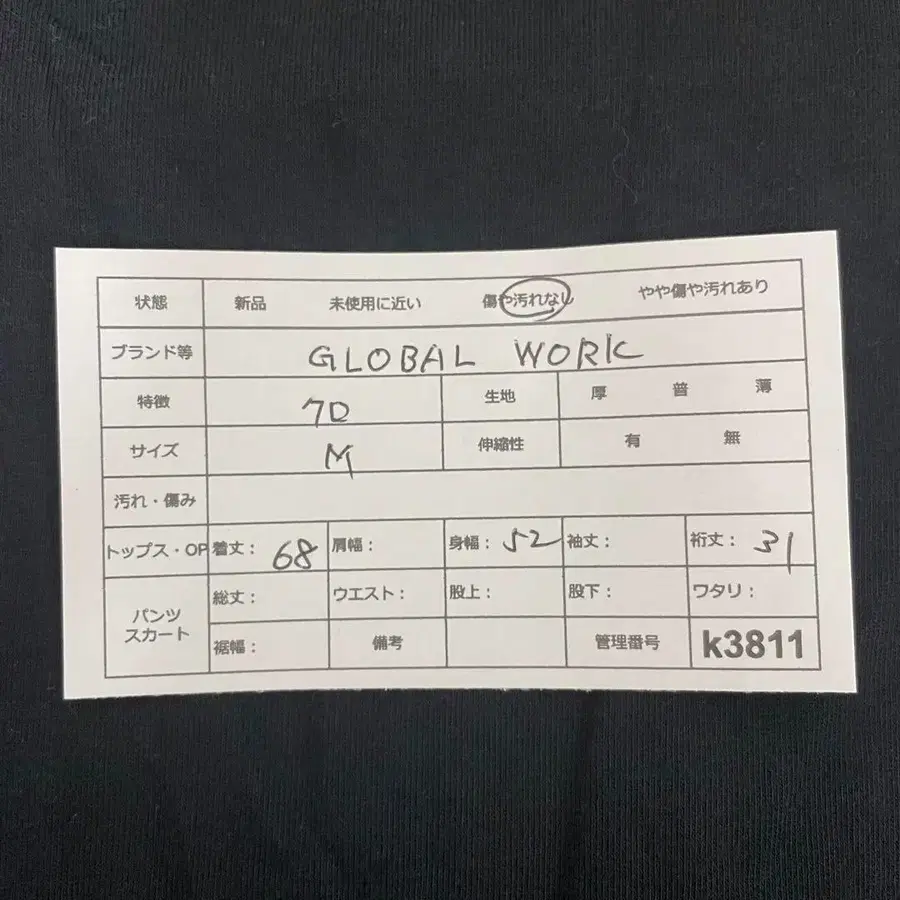 状態 新品 未使用に近い 傷や汚れなし やや傷や汚れあり
ブランド等 GLOBAL WORK
特徴 7D 生地 厚 普 薄
サイズ M 伸縮性 有 無
汚れ・傷み
トップス・OP 着丈： 68 肩幅： 身幅： 52 袖丈： 裄丈： 31
パンツ スカート 総丈： ウエスト： 股上： 股下： ワタリ：
裾幅： 備考 管理番号 k3811